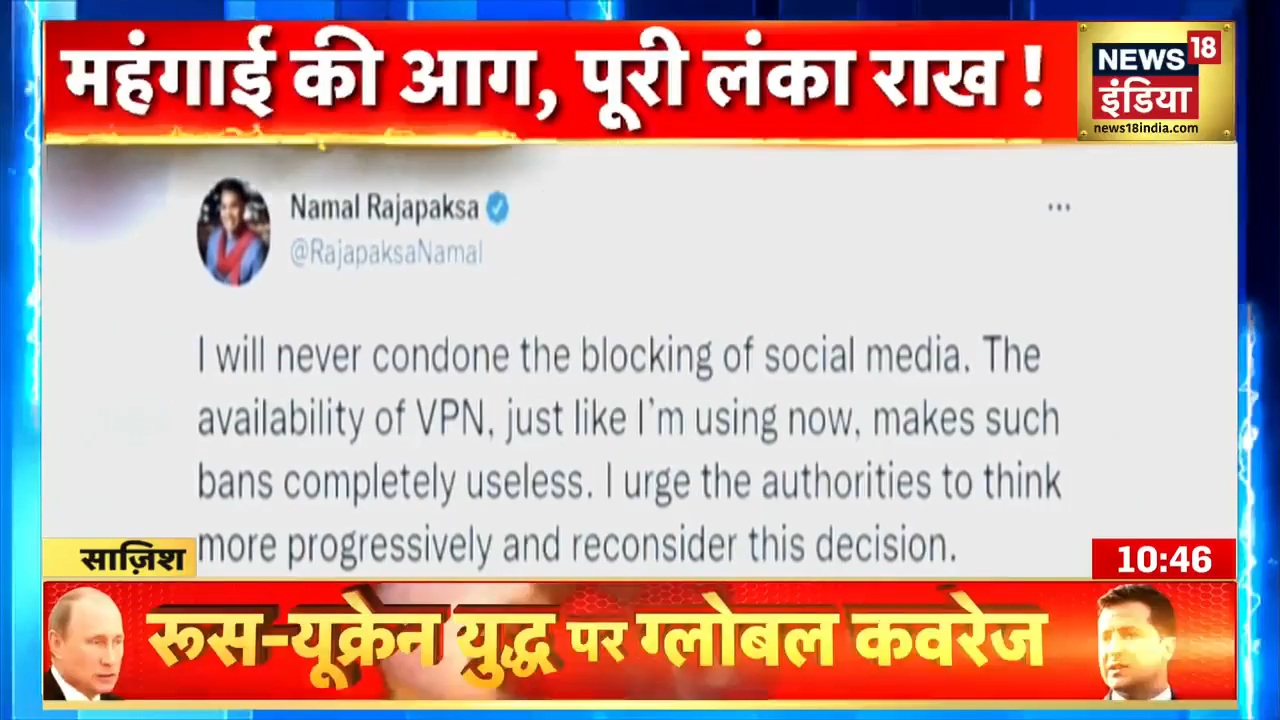 महंगाई की आग, पूरी लंका राख !
NEWS 18
इंडिया
news18india.com
Namal Rajapaksa
@RajapaksaNamal
I will never condone the blocking of social media. The
availability of VPN, just like I'm using now, makes such
bans completely useless. I urge the authorities to think
more progressively and reconsider this decision.
साज़िश
10:46
रूस-यूक्रेन युद्ध पर ग्लोबल कवरेज